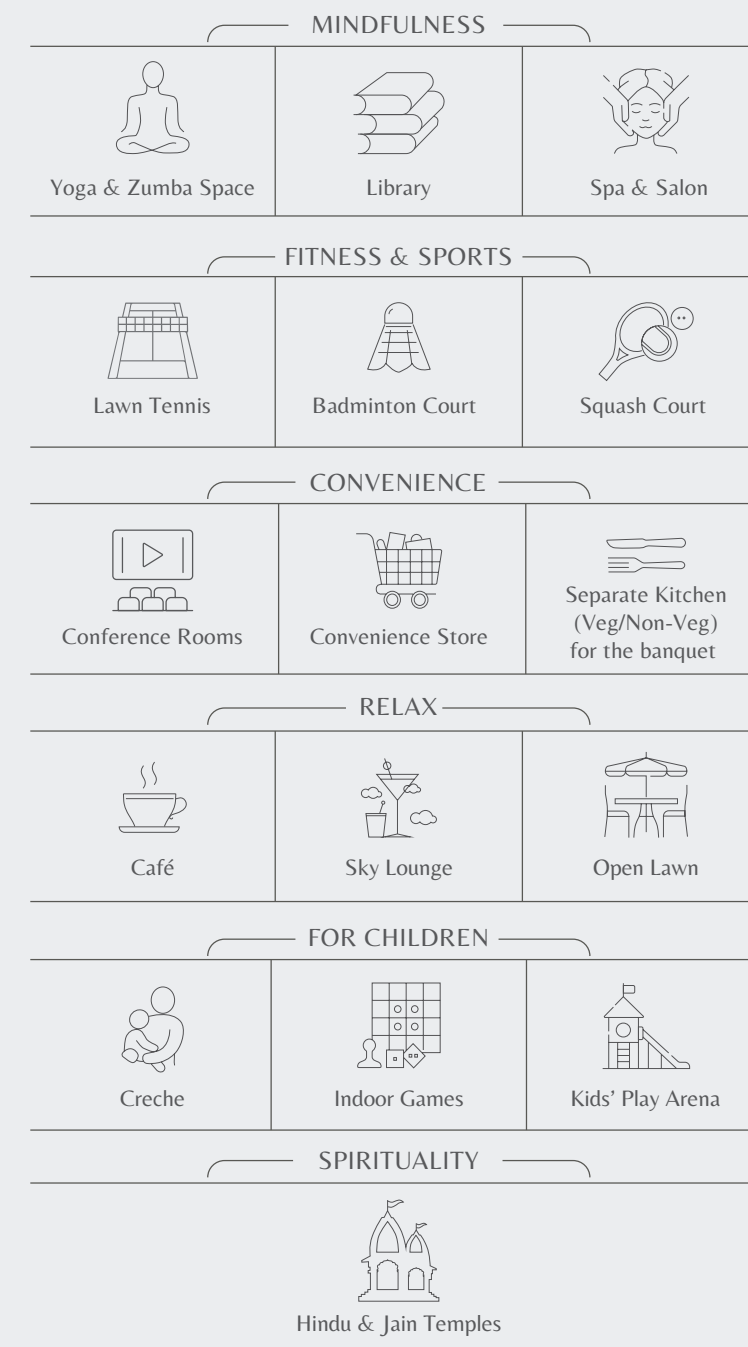 MINDFULNESS
Yoga & Zumba Space
Library
Spa & Salon
FITNESS & SPORTS
Lawn Tennis
Badminton Court
Squash Court
CONVENIENCE
Conference Rooms
Convenience Store
Separate Kitchen
(Veg/Non-Veg)
for the banquet
RELAX
Café
Sky Lounge
Open Lawn
FOR CHILDREN
Creche
Indoor Games
Kids’ Play Arena
SPIRITUALITY
Hindu & Jain Temples